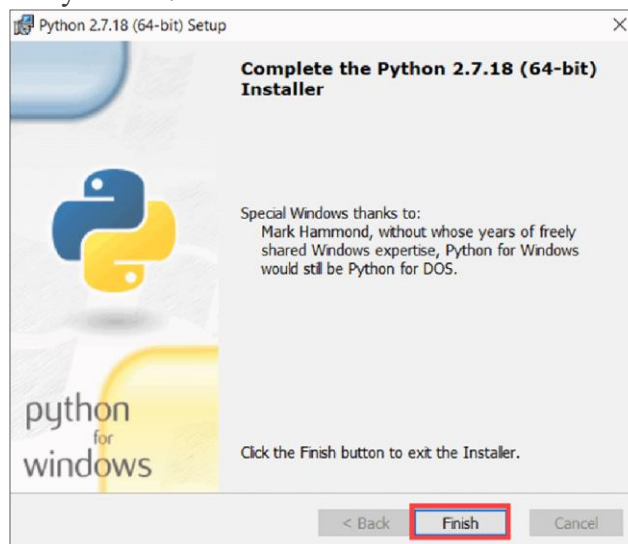 Python 2.7.18 (64-bit) Setup
Complete the Python 2.7.18 (64-bit)
Installer
Special Windows thanks to:
Mark Hammond, without whose years of freely
shared Windows expertise, Python for Windows
would still be Python for DOS.
python
for
windows
Click the Finish button to exit the Installer.
< Back
Finish
Cancel